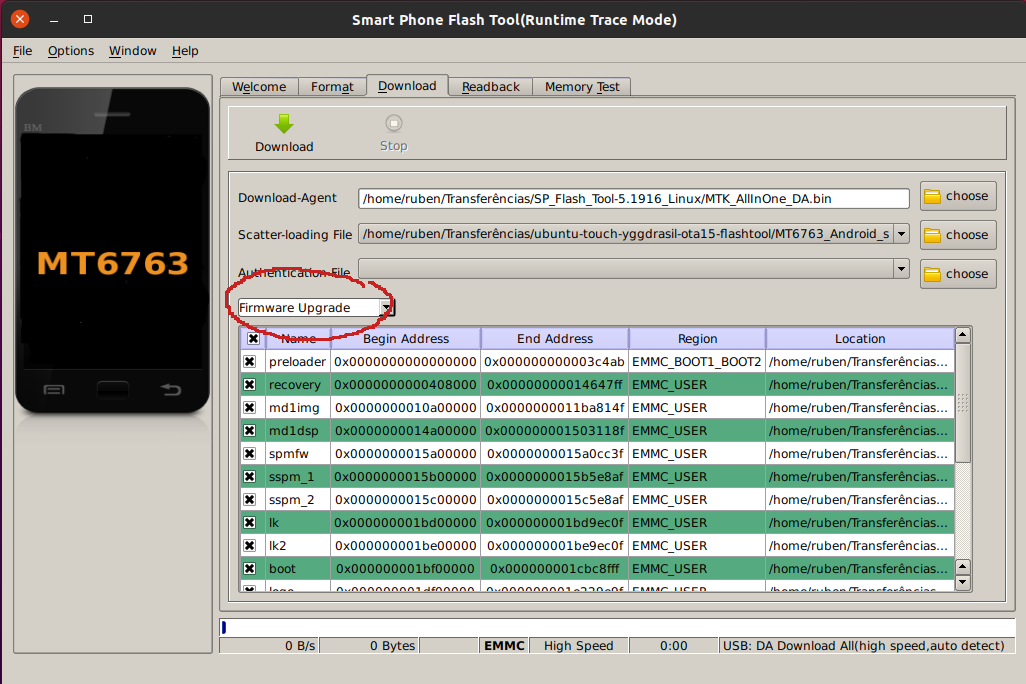 Smart Phone Flash Tool(Runtime Trace Mode)
File Options Window Help
Welcome Format Download Readback Memory Test
BM
MT6763
Download Stop
Download-Agent /home/ruben/Transferências/SP_Flash_Tool-5.1916_Linux/MTK_AllInOne_DA.bin choose
Scatter-loading File /home/ruben/Transferências/ubuntu-touch-yggdrasil-ota15-flashtool/MT6763_Android_s choose
Authentication File choose
Firmware Upgrade
Name Begin Address End Address Region Location
preloader 0x0000000000000000 0x000000000003c4ab EMMC_BOOT1_BOOT2 /home/ruben/Transferências...
recovery 0x0000000000408000 0x00000000014647ff EMMC_USER /home/ruben/Transferências...
md1img 0x0000000010a00000 0x0000000011ba814f EMMC_USER /home/ruben/Transferências...
md1dsp 0x0000000014a00000 0x000000001503118f EMMC_USER /home/ruben/Transferências...
spmfw 0x0000000015a00000 0x0000000015a0cc3f EMMC_USER /home/ruben/Transferências...
sspm_1 0x0000000015b00000 0x0000000015b5e8af EMMC_USER /home/ruben/Transferências...
sspm_2 0x0000000015c00000 0x0000000015c5e8af EMMC_USER /home/ruben/Transferências...
lk 0x000000001bd00000 0x000000001bd9ec0f EMMC_USER /home/ruben/Transferências...
lk2 0x000000001be00000 0x000000001be9ec0f EMMC_USER /home/ruben/Transferências...
boot 0x000000001bf00000 0x000000001cbc8fff EMMC_USER /home/ruben/Transferências...
0 B/s 0 Bytes EMMC High Speed 0:00 USB: DA Download All(high speed,auto detect)